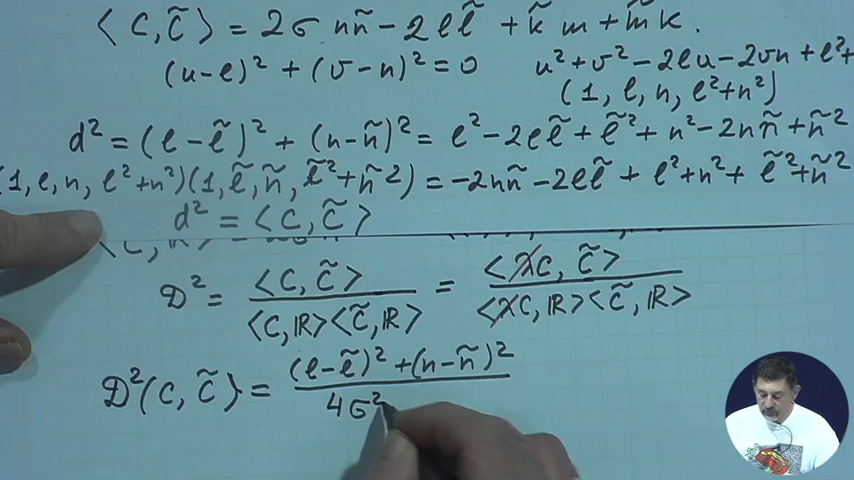 ⟨C, C̃⟩ = 2σ nñ − 2ll̃ + k̃ m + m̃ k.
(u−l)² + (v−n)² = 0 u² + v² − 2lu − 2vn + l² +
(1, l, n, l²+n²)
d² = (l − l̃)² + (n−ñ)² = l² − 2ll̃ + l̃² + n² − 2nñ + ñ²
(1, l, n, l²+n²)(1, l̃, ñ, l̃²+ñ²) = −2nñ − 2ll̃ + l²+n² + l̃²+ñ²
d² = ⟨C, C̃⟩
𝒟² = ⟨C, C̃⟩ / ⟨C, ℝ⟩⟨C̃, ℝ⟩ = ⟨λC, C̃⟩ / ⟨λC, ℝ⟩⟨C̃, ℝ⟩
𝒟²(C, C̃) = (l−l̃)² + (n−ñ)² / 4σ²